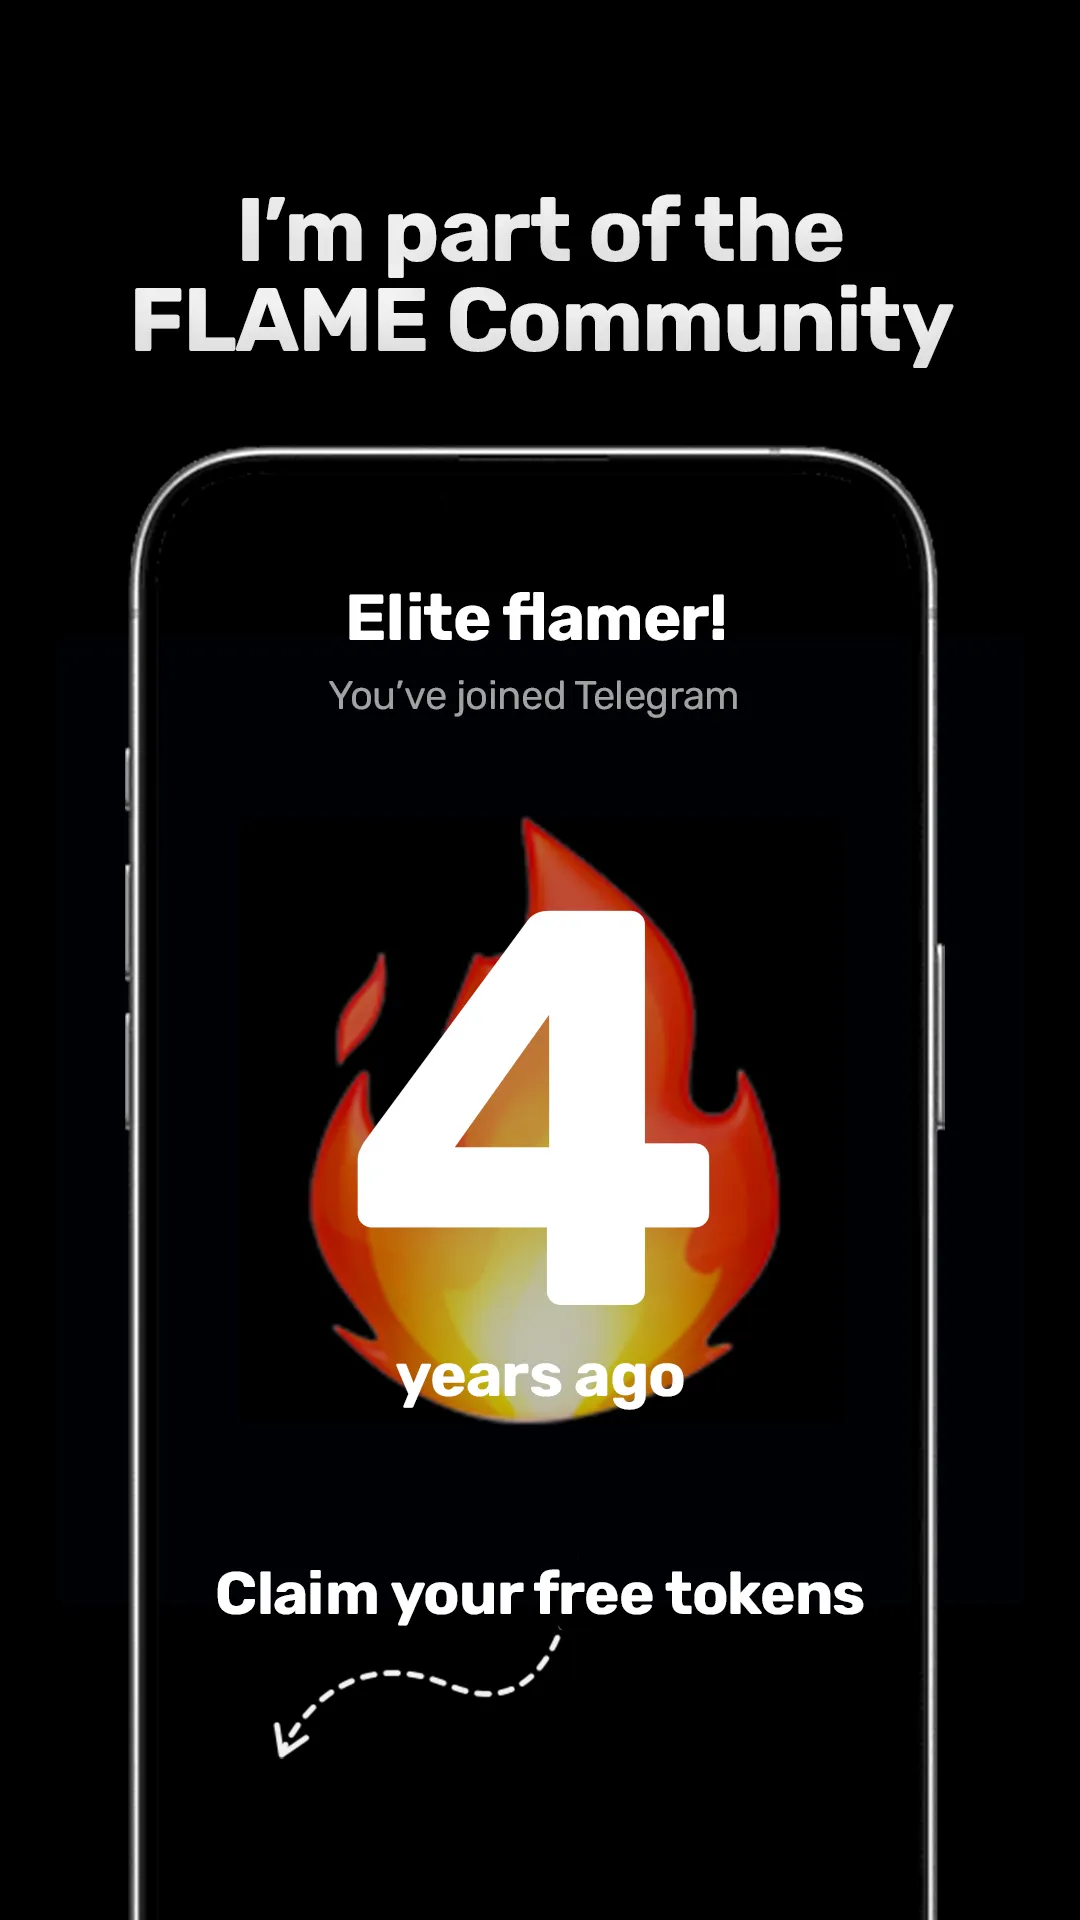 I’m part of the
FLAME Community
Elite flamer!
You’ve joined Telegram
4
years ago
Claim your free tokens